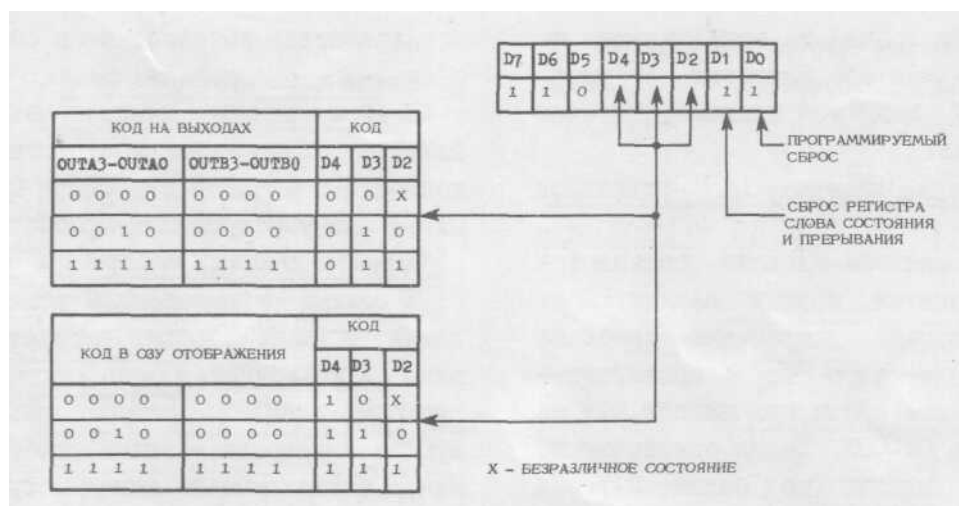 D7 D6 D5 D4 D3 D2 D1 D0
1 1 0 1 1
ПРОГРАММИРУЕМЫЙ
СБРОС
СБРОС РЕГИСТРА
СЛОВА СОСТОЯНИЯ
И ПРЕРЫВАНИЯ
КОД НА ВЫХОДАХ КОД
OUTA3-OUTA0 OUTB3-OUTB0 D4 D3 D2
0 0 0 0 0 0 0 0 0 0 X
0 0 1 0 0 0 0 0 0 1 0
1 1 1 1 1 1 1 1 0 1 1
КОД В ОЗУ ОТОБРАЖЕНИЯ КОД
D4 D3 D2
0 0 0 0 0 0 0 0 1 0 X
0 0 1 0 0 0 0 0 1 1 0
1 1 1 1 1 1 1 1 1 1 1
X - БЕЗРАЗЛИЧНОЕ СОСТОЯНИЕ